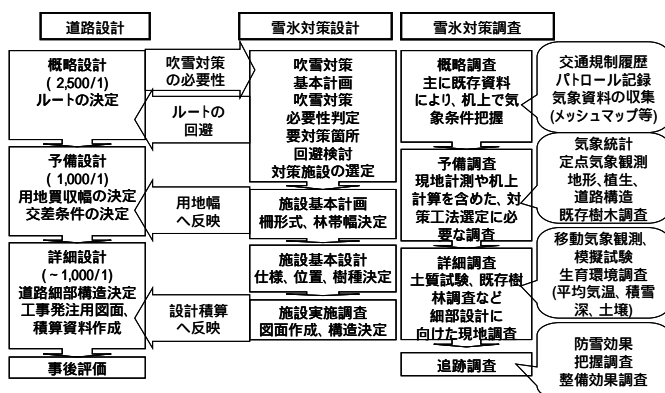 道路設計
概略設計
(2,500/1)
ルートの決定
予備設計
(1,000/1)
用地買収幅の決定
交差条件の決定
詳細設計
(~1,000/1)
道路細部構造決定
工事発注用図面、
積算資料作成
事後評価
吹雪対策
の必要性
ルートの
回避
用地幅
へ反映
設計積算
へ反映
雪氷対策設計
吹雪対策
基本計画
吹雪対策
必要性判定
要対策箇所
回避検討
対策施設の選定
施設基本計画
柵形式、林帯幅決定
施設基本設計
仕様、位置、樹種決定
施設実施調査
図面作成、構造決定
雪氷対策調査
概略調査
主に既存資料
により、机上で気
象条件把握
予備調査
現地計測や机上
計算を含めた、対
策工法選定に必
要な調査
詳細調査
土質試験、既存樹
林調査など
細部設計に
向けた現地調査
追跡調査
交通規制履歴
パトロール記録
気象資料の収集
(メッシュマップ等)
気象統計
定点気象観測
地形、植生、
道路構造
既存樹木調査
移動気象観測、
模擬試験
生育環境調査
(平均気温、積雪
深、土壌)
防雪効果
把握調査
整備効果調査